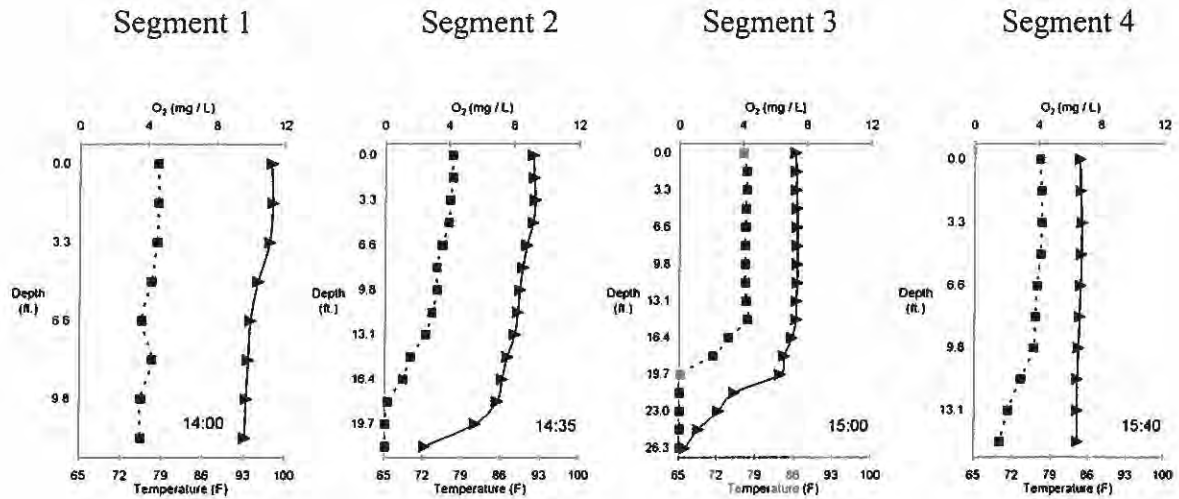 Segment 1 Segment 2 Segment 3 Segment 4
O₂ (mg / L) O₂ (mg / L) O₂ (mg / L) O₂ (mg / L)
0 4 8 12 0 4 8 12 0 4 8 12 0 4 8 12
0.0
3.3
Depth (ft.)
6.6
9.8
14:00
65 72 79 86 93 100
Temperature (F)
0.0
3.3
6.6
9.8
Depth (ft.)
13.1
16.4
19.7
14:35
65 72 79 86 93 100
Temperature (F)
0.0
3.3
6.6
9.8
Depth (ft.)
13.1
16.4
19.7
23.0
15:00
26.3
65 72 79 86 93 100
Temperature (F)
0.0
3.3
6.6
Depth (ft.)
9.8
13.1
15:40
65 72 79 86 93 100
Temperature (F)